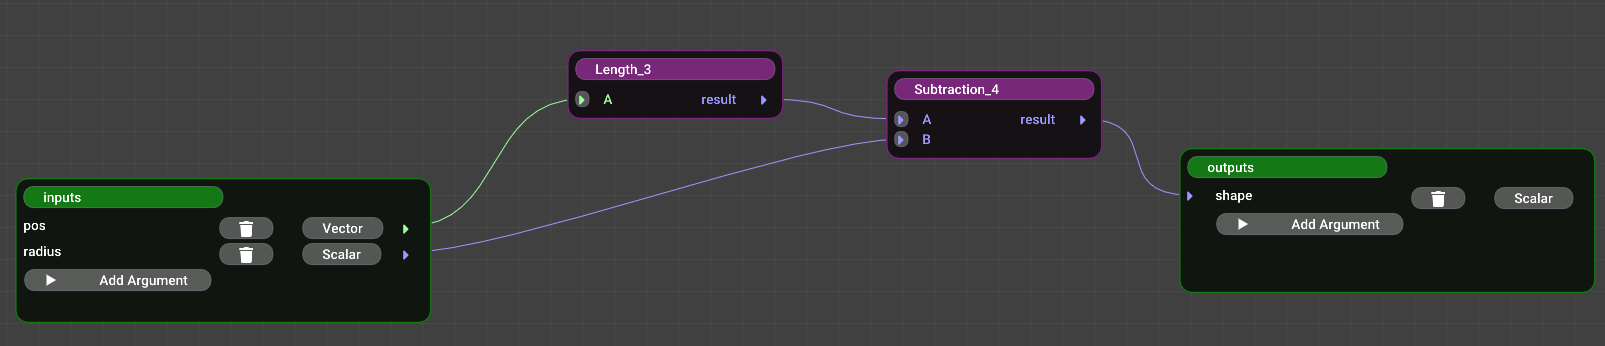 Length_3
A result
Subtraction_4
A result
B
inputs
pos Vector
radius Scalar
Add Argument
outputs
shape Scalar
Add Argument